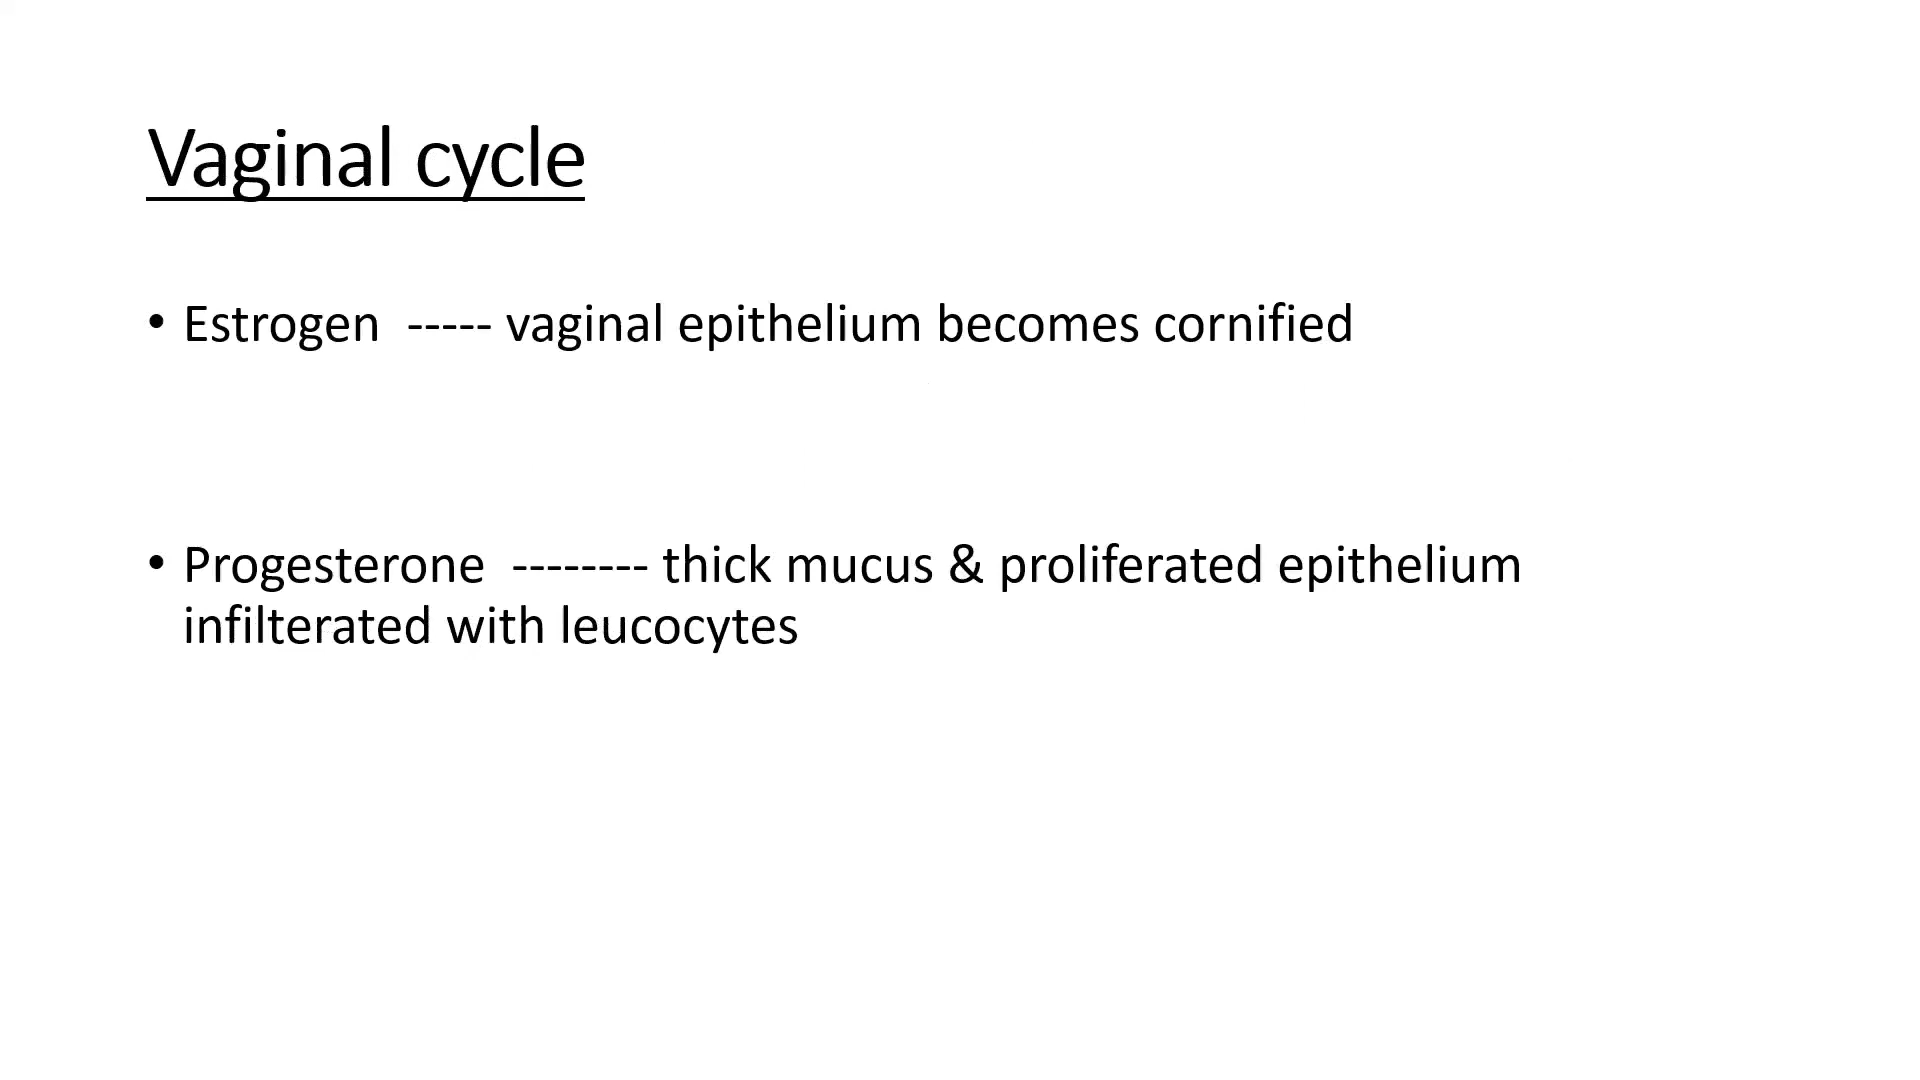 Vaginal cycle
• Estrogen ----- vaginal epithelium becomes cornified
• Progesterone -------- thick mucus & proliferated epithelium
infilterated with leucocytes